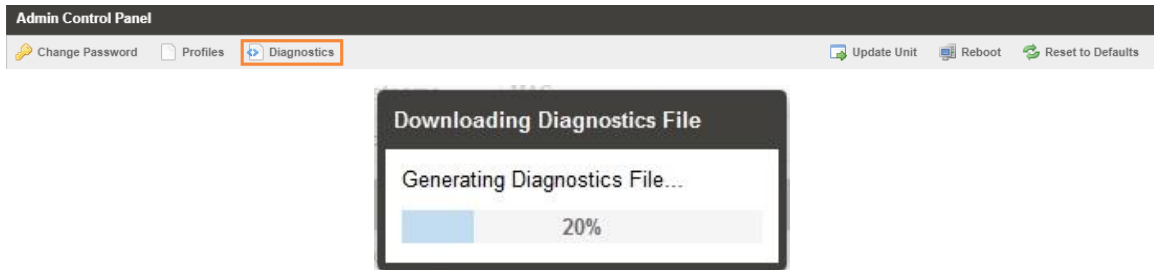 Admin Control Panel
Change Password Profiles Diagnostics Update Unit Reboot Reset to Defaults
Downloading Diagnostics File
Generating Diagnostics File...
20%